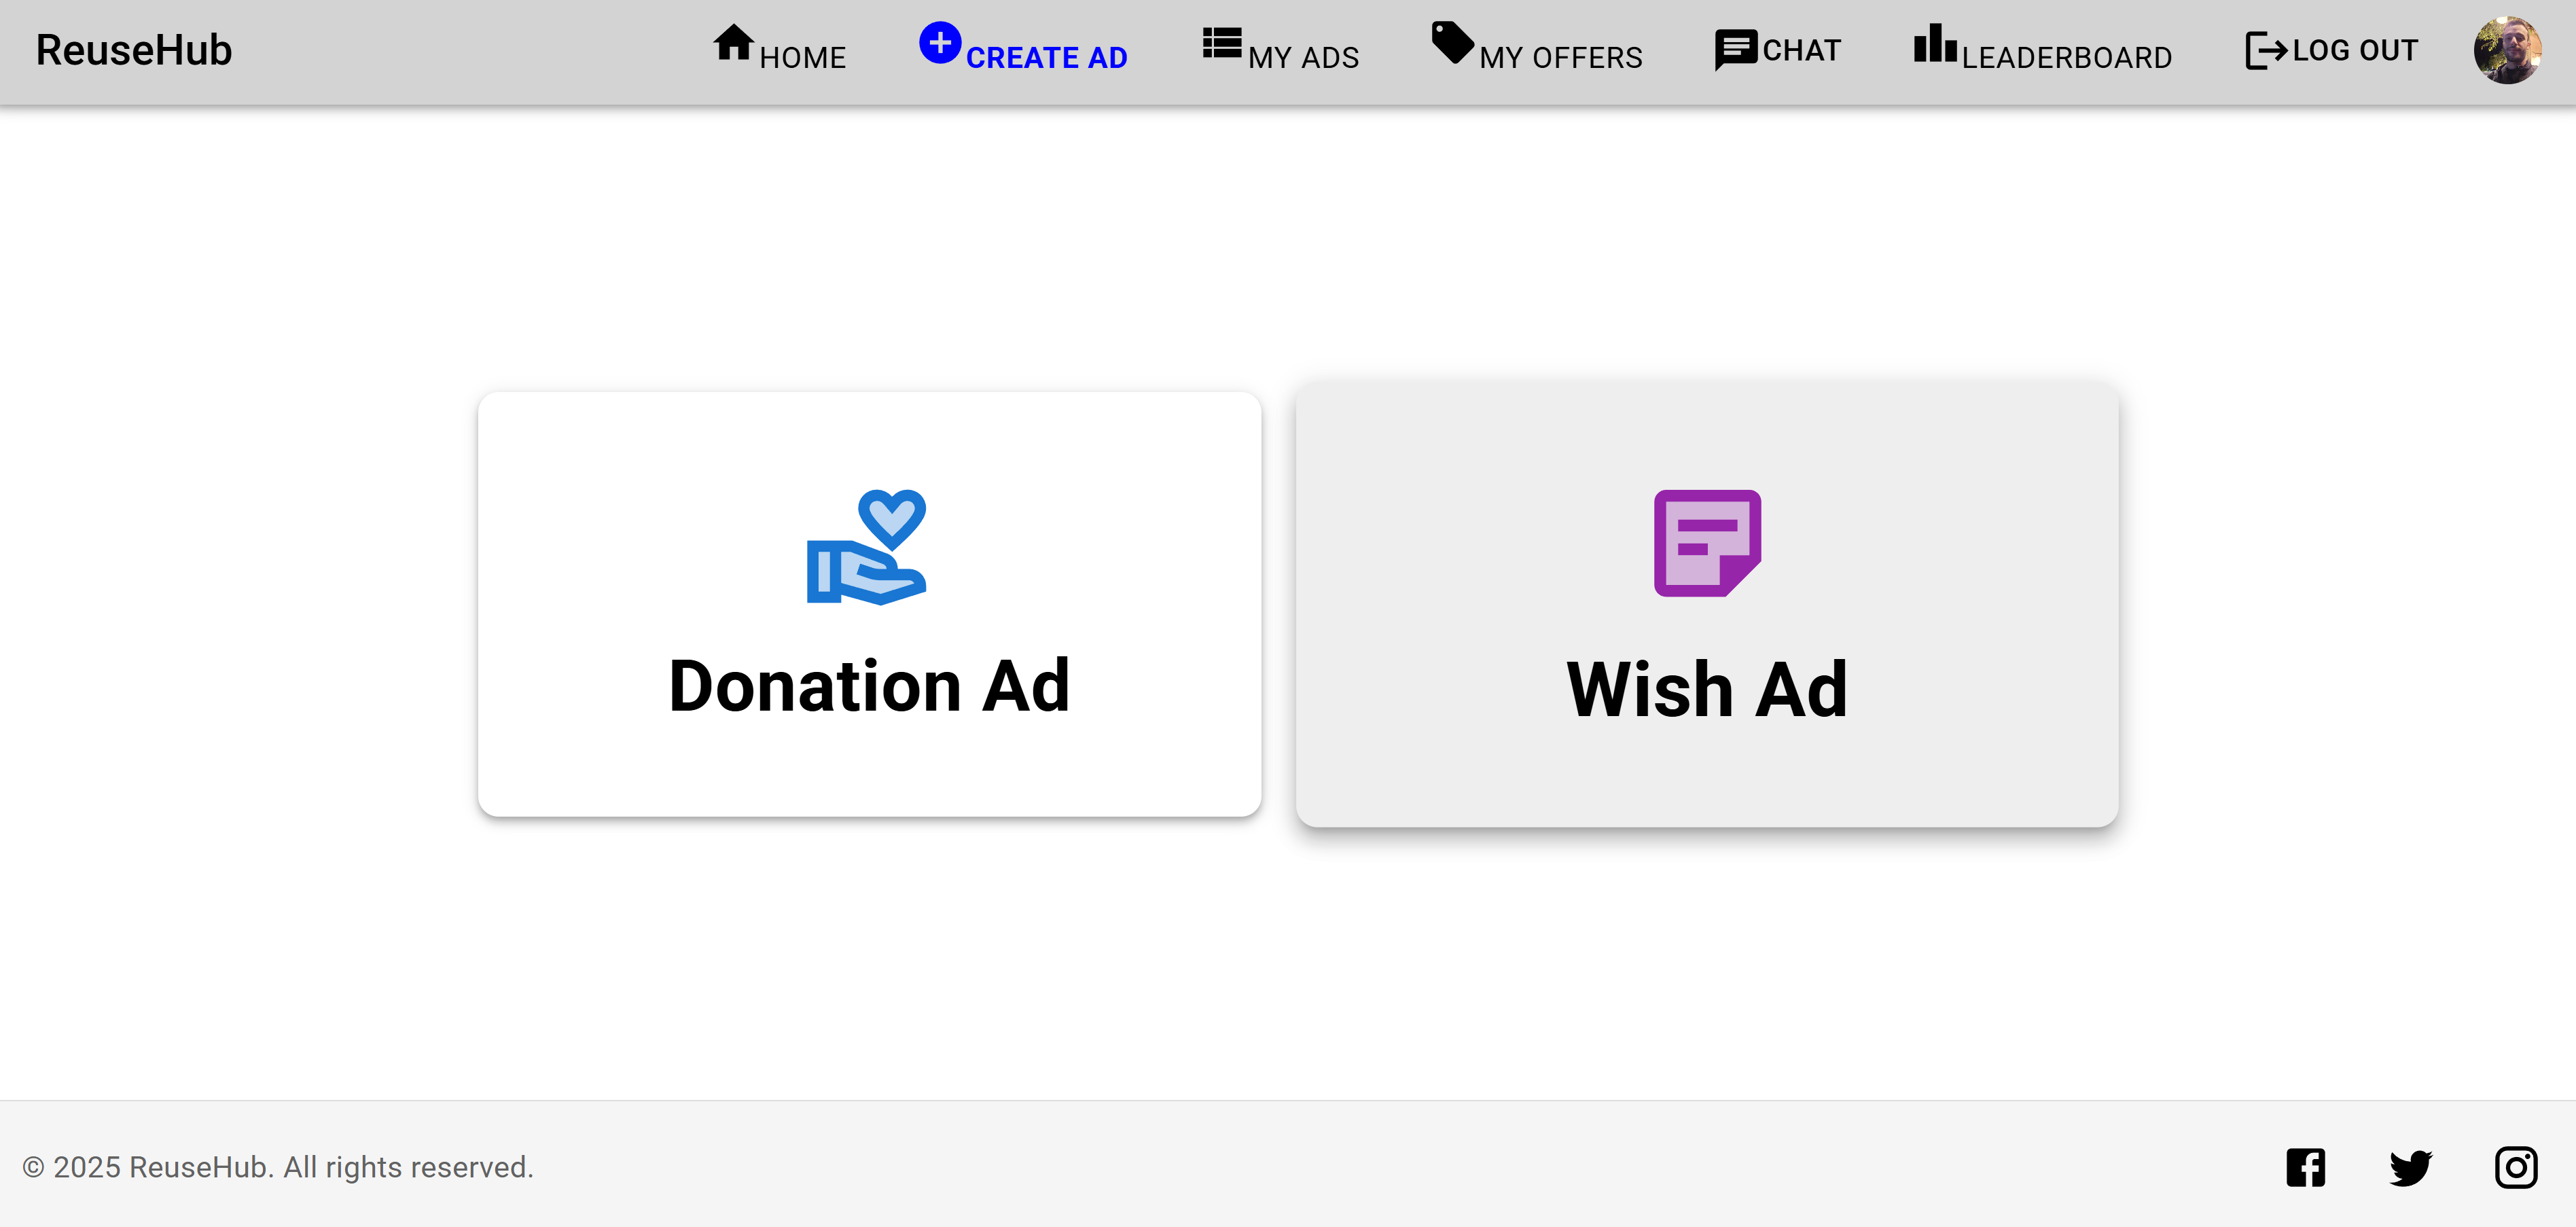 ReuseHub HOME CREATE AD MY ADS MY OFFERS CHAT LEADERBOARD LOG OUT
Donation Ad
Wish Ad
© 2025 ReuseHub. All rights reserved.